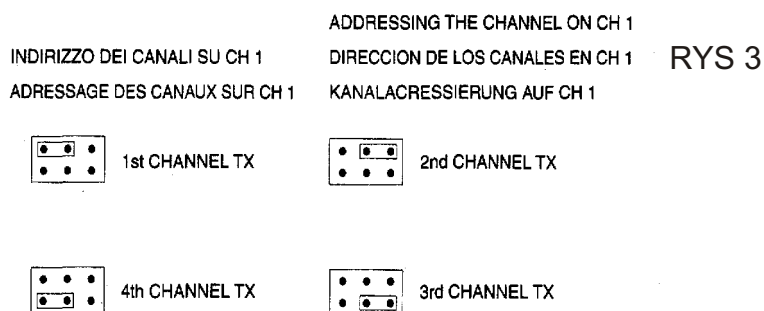 ADDRESSING THE CHANNEL ON CH 1
INDIRIZZO DEI CANALI SU CH 1
DIRECCION DE LOS CANALES EN CH 1
RYS 3
ADRESSAGE DES CANAUX SUR CH 1
KANALACRESSIERUNG AUF CH 1
1st CHANNEL TX
2nd CHANNEL TX
4th CHANNEL TX
3rd CHANNEL TX